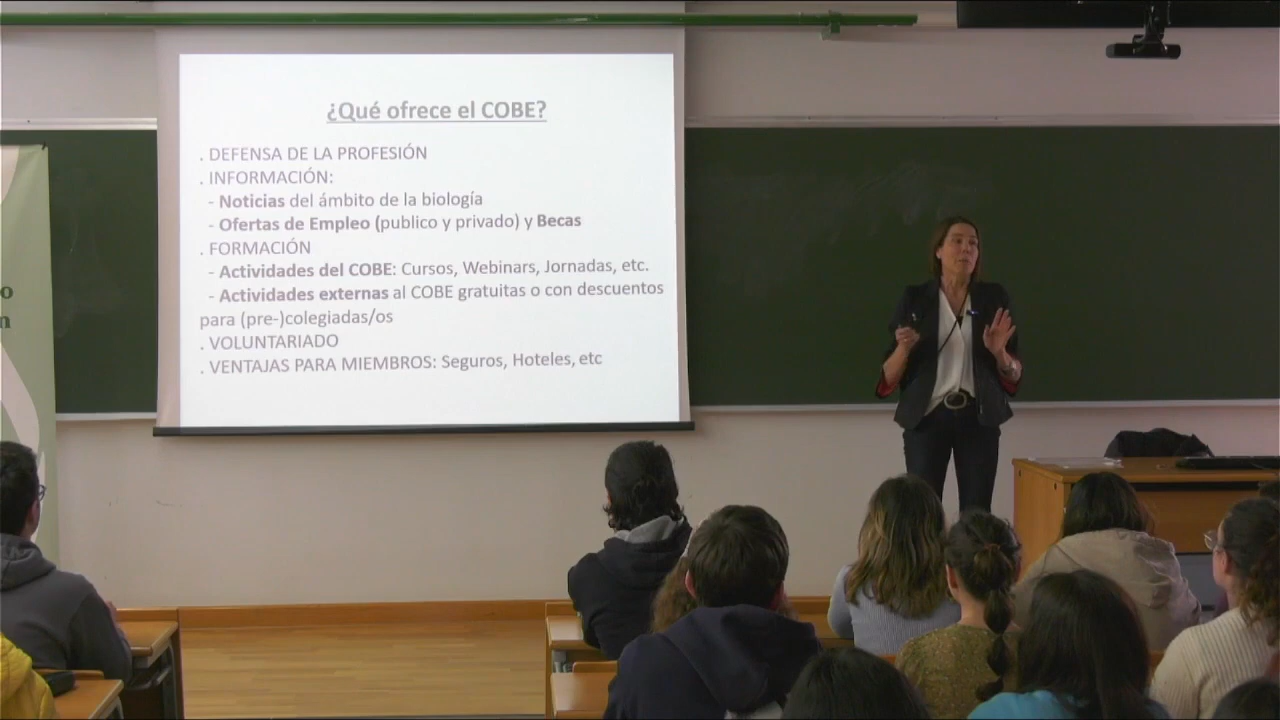 ¿Qué ofrece el COBE?
. DEFENSA DE LA PROFESIÓN
. INFORMACIÓN:
- Noticias del ámbito de la biología
- Ofertas de Empleo (publico y privado) y Becas
. FORMACIÓN
- Actividades del COBE: Cursos, Webinars, Jornadas, etc.
- Actividades externas al COBE gratuitas o con descuentos
para (pre-)colegiadas/os
. VOLUNTARIADO
. VENTAJAS PARA MIEMBROS: Seguros, Hoteles, etc